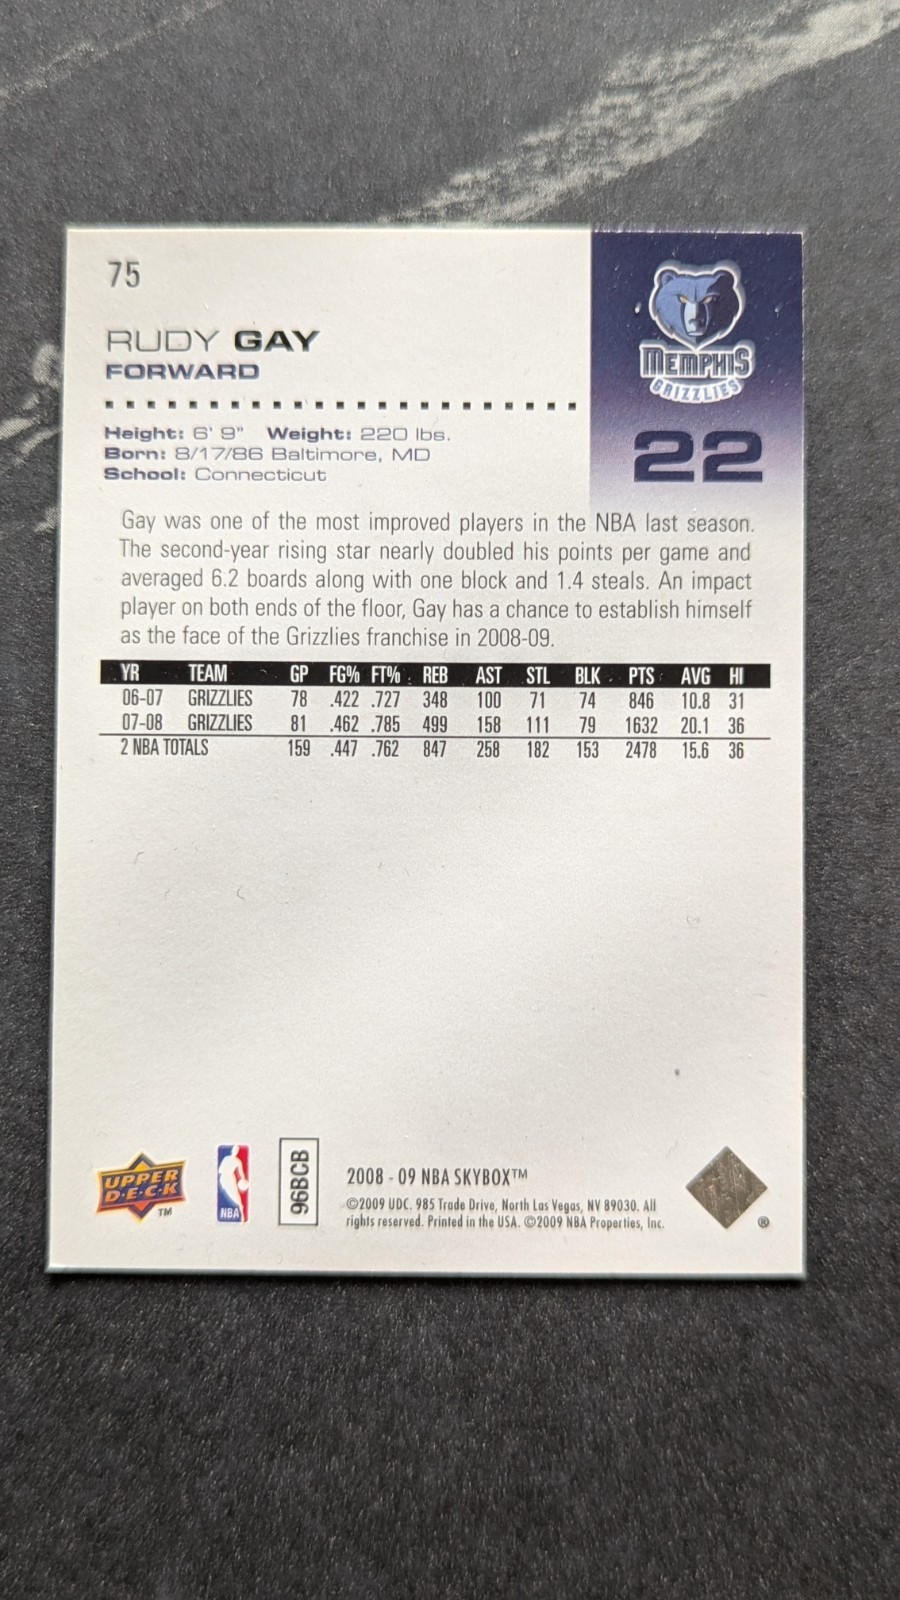 75
RUDY GAY
FORWARD
Height: 6' 9" Weight: 220 lbs.
Born: 8/17/86 Baltimore, MD
School: Connecticut
MEMPHIS
GRIZZLIES
22
Gay was one of the most improved players in the NBA last season.
The second-year rising star nearly doubled his points per game and
averaged 6.2 boards along with one block and 1.4 steals. An impact
player on both ends of the floor, Gay has a chance to establish himself
as the face of the Grizzlies franchise in 2008-09.
YR TEAM GP FG% FT% REB AST STL BLK PTS AVG HI
06-07 GRIZZLIES 78 .422 .727 348 100 71 74 846 10.8 31
07-08 GRIZZLIES 81 .462 .785 499 158 111 79 1632 20.1 36
2 NBA TOTALS 159 .447 .762 847 258 182 153 2478 15.6 36
UPPER
D·E·C·K
TM
NBA
96BCB
2008 - 09 NBA SKYBOX™
©2009 UDC. 985 Trade Drive, North Las Vegas, NV 89030. All
rights reserved. Printed in the USA. ©2009 NBA Properties, Inc.
®